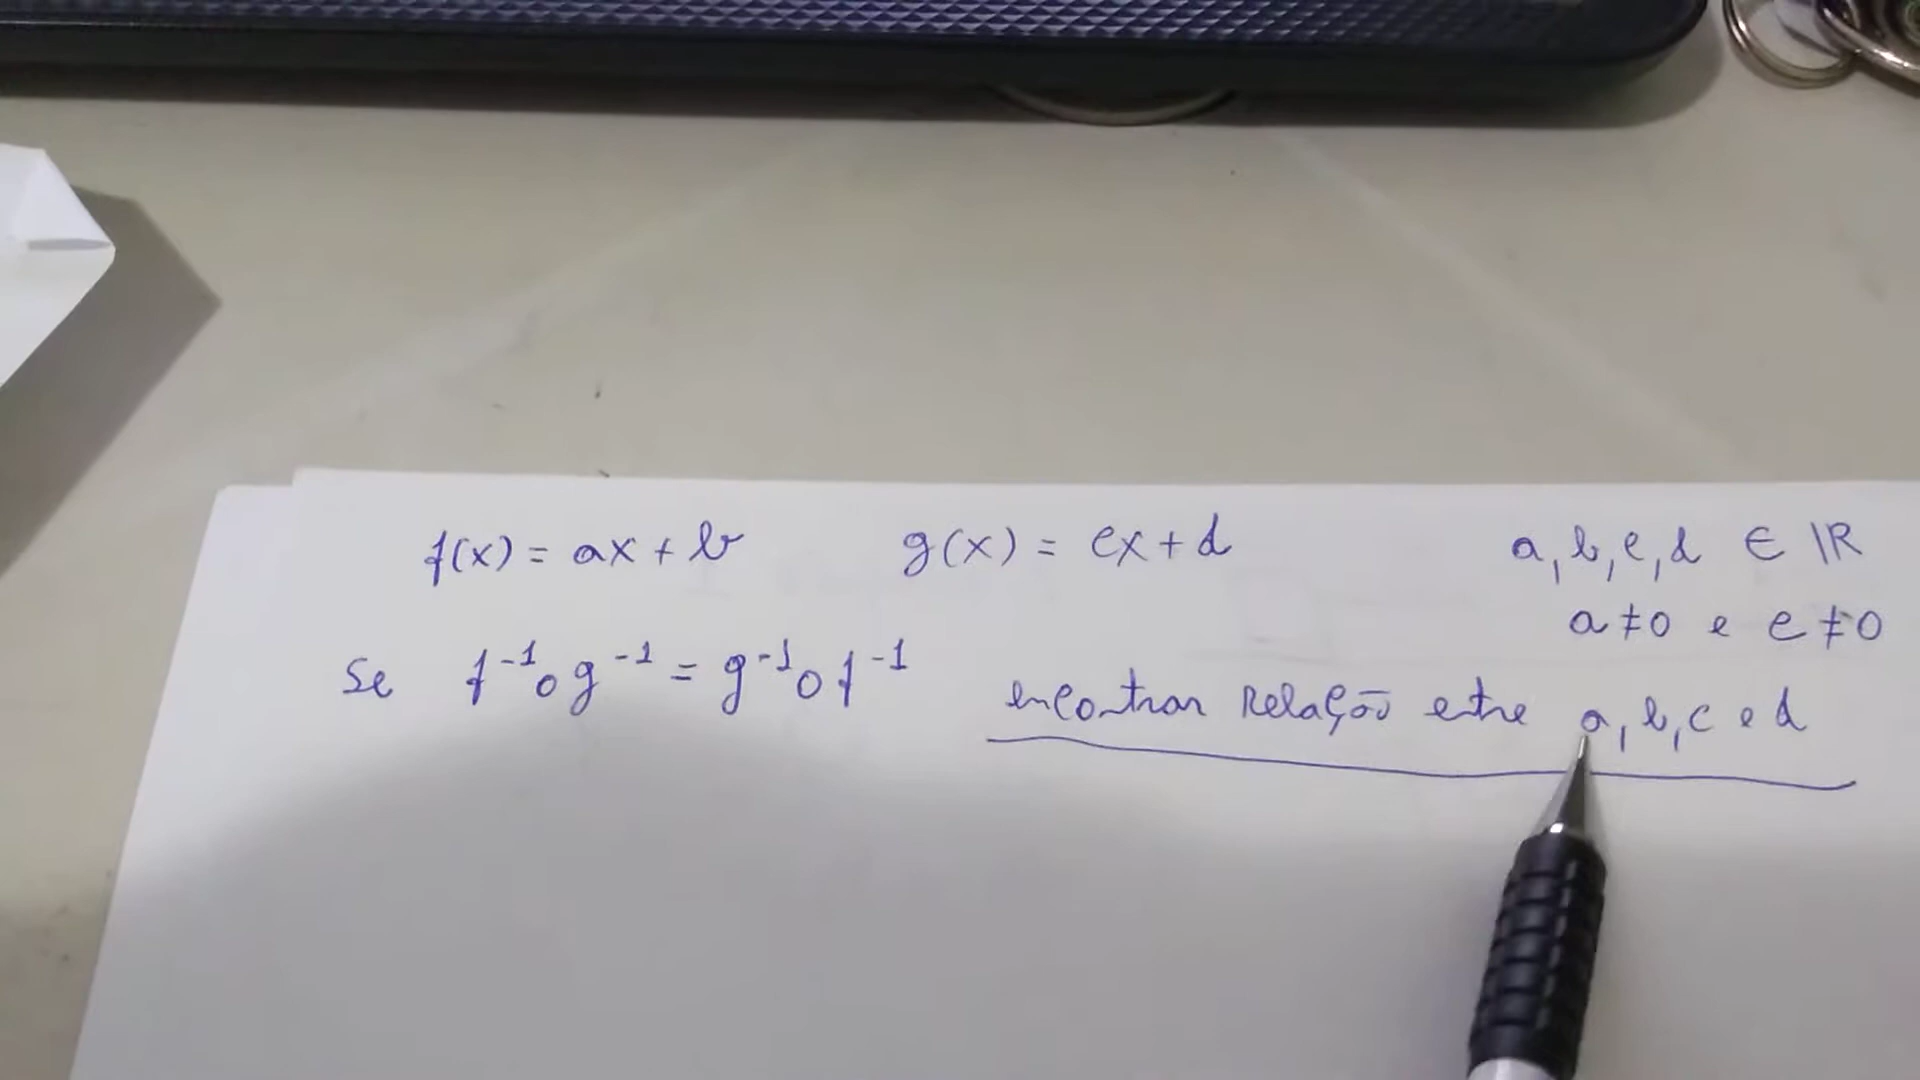 f(x) = ax + b g(x) = cx + d a, b, c, d ∈ ℝ
a ≠ 0 e c ≠ 0
Se f⁻¹ o g⁻¹ = g⁻¹ o f⁻¹ encontrar Relação entre a, b, c e d